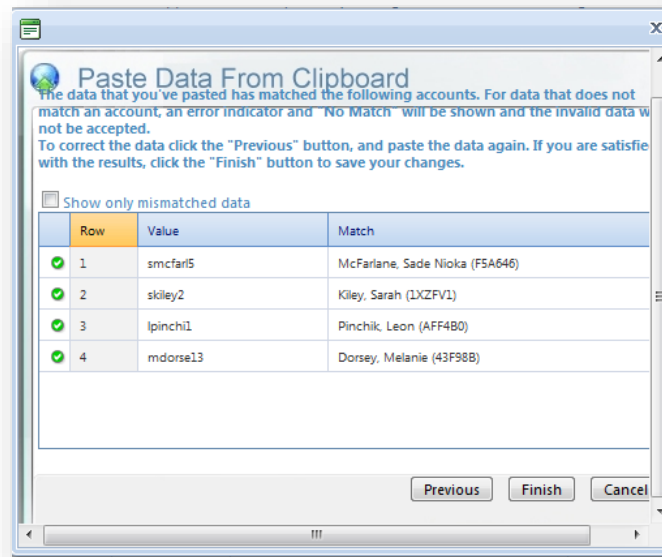 x
Paste Data From Clipboard
The data that you've pasted has matched the following accounts. For data that does not
match an account, an error indicator and "No Match" will be shown and the invalid data w
not be accepted.
To correct the data click the "Previous" button, and paste the data again. If you are satisfie
with the results, click the "Finish" button to save your changes.
Show only mismatched data
Row Value Match
1 smcfarl5 McFarlane, Sade Nioka (F5A646)
2 skiley2 Kiley, Sarah (1XZFV1)
3 lpinchi1 Pinchik, Leon (AFF4B0)
4 mdorse13 Dorsey, Melanie (43F98B)
Previous Finish Cancel